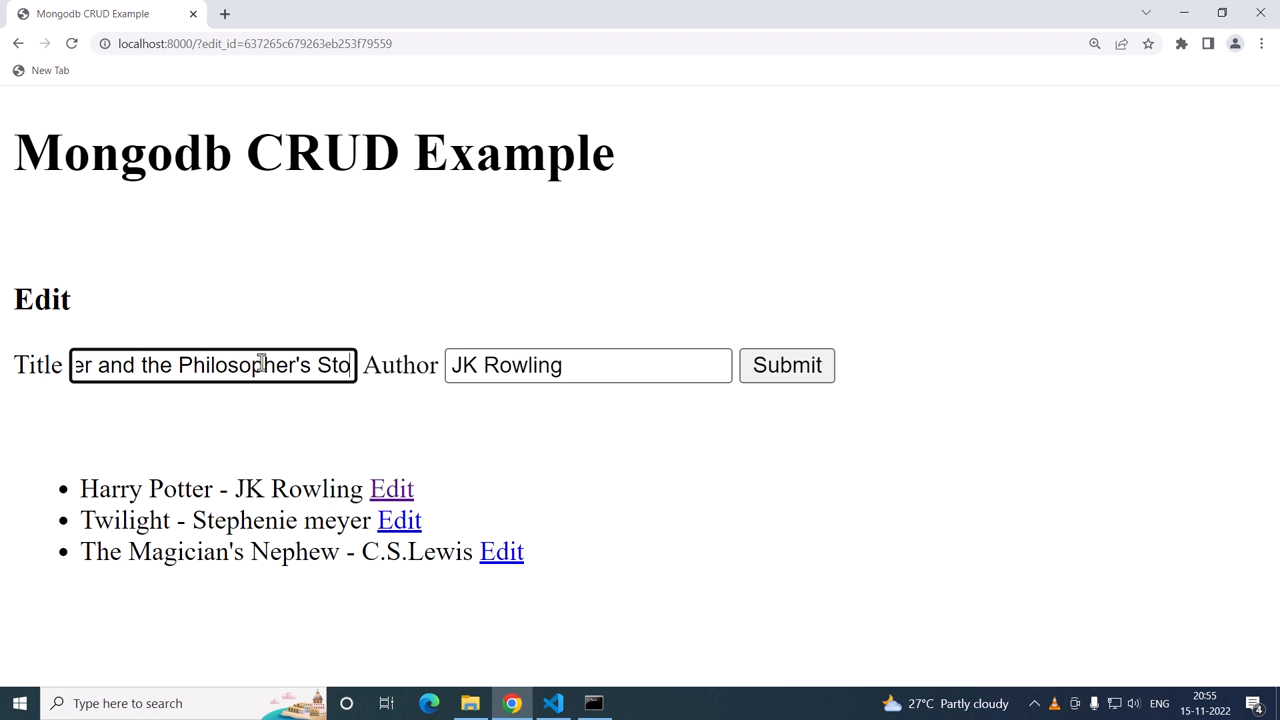 Mongodb CRUD Example
localhost:8000/?edit_id=637265c679263eb253f79559
New Tab
Mongodb CRUD Example
Edit
Title er and the Philosopher's Sto Author JK Rowling Submit
Harry Potter - JK Rowling Edit
Twilight - Stephenie meyer Edit
The Magician's Nephew - C.S.Lewis Edit
Type here to search 27°C Partly cloudy ENG 20:55 15-11-2022 4